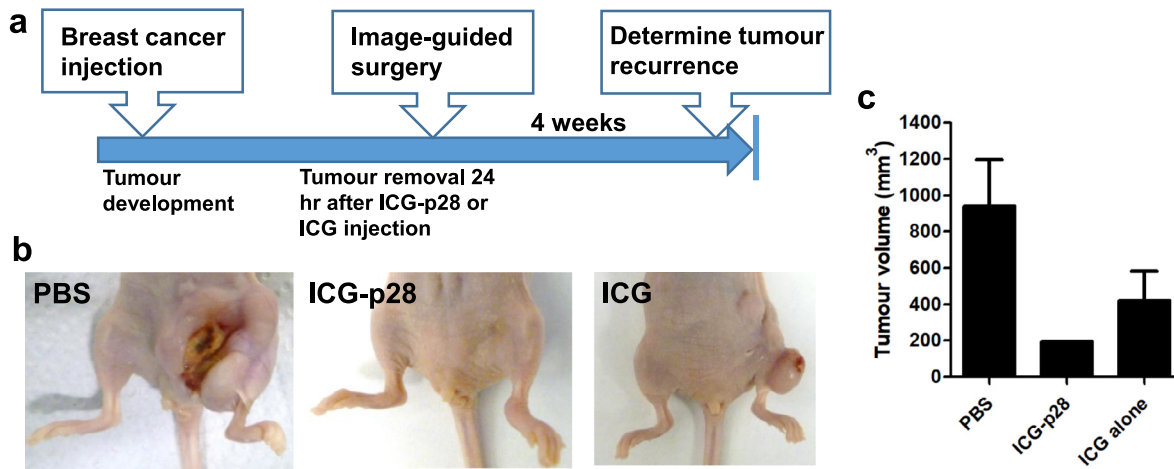 a
Breast cancer
injection
Image-guided
surgery
Determine tumour
recurrence
4 weeks
Tumour
development
Tumour removal 24
hr after ICG-p28 or
ICG injection
b
PBS
ICG-p28
ICG
c
Tumour volume (mm³)
1400
1200
1000
800
600
400
200
0
PBS
ICG-p28
ICG alone